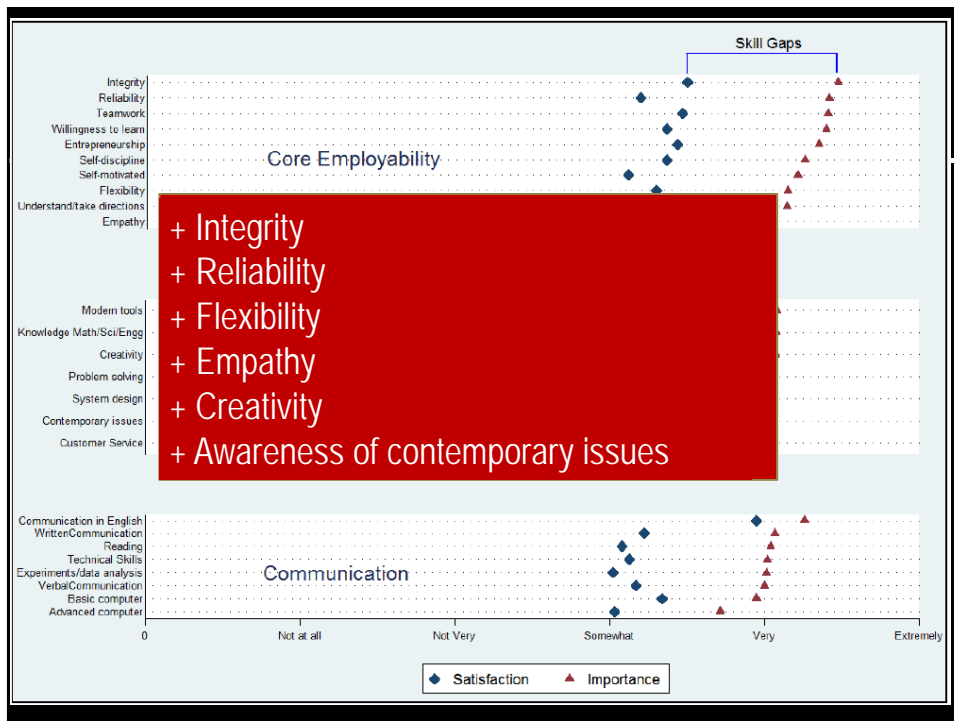 Skill Gaps
Integrity
Reliability
Teamwork
Willingness to learn
Entrepreneurship
Self-discipline
Core Employability
Self-motivated
Flexibility
Understand/take directions
Empathy
+ Integrity
+ Reliability
+ Flexibility
+ Empathy
+ Creativity
+ Awareness of contemporary issues
Modern tools
Knowledge Math/Sci/Engg
Creativity
Problem solving
System design
Contemporary issues
Customer Service
Communication in English
WrittenCommunication
Reading
Technical Skills
Experiments/data analysis
Communication
VerbalCommunication
Basic computer
Advanced computer
0 Not at all Not Very Somewhat Very Extremely
Satisfaction Importance